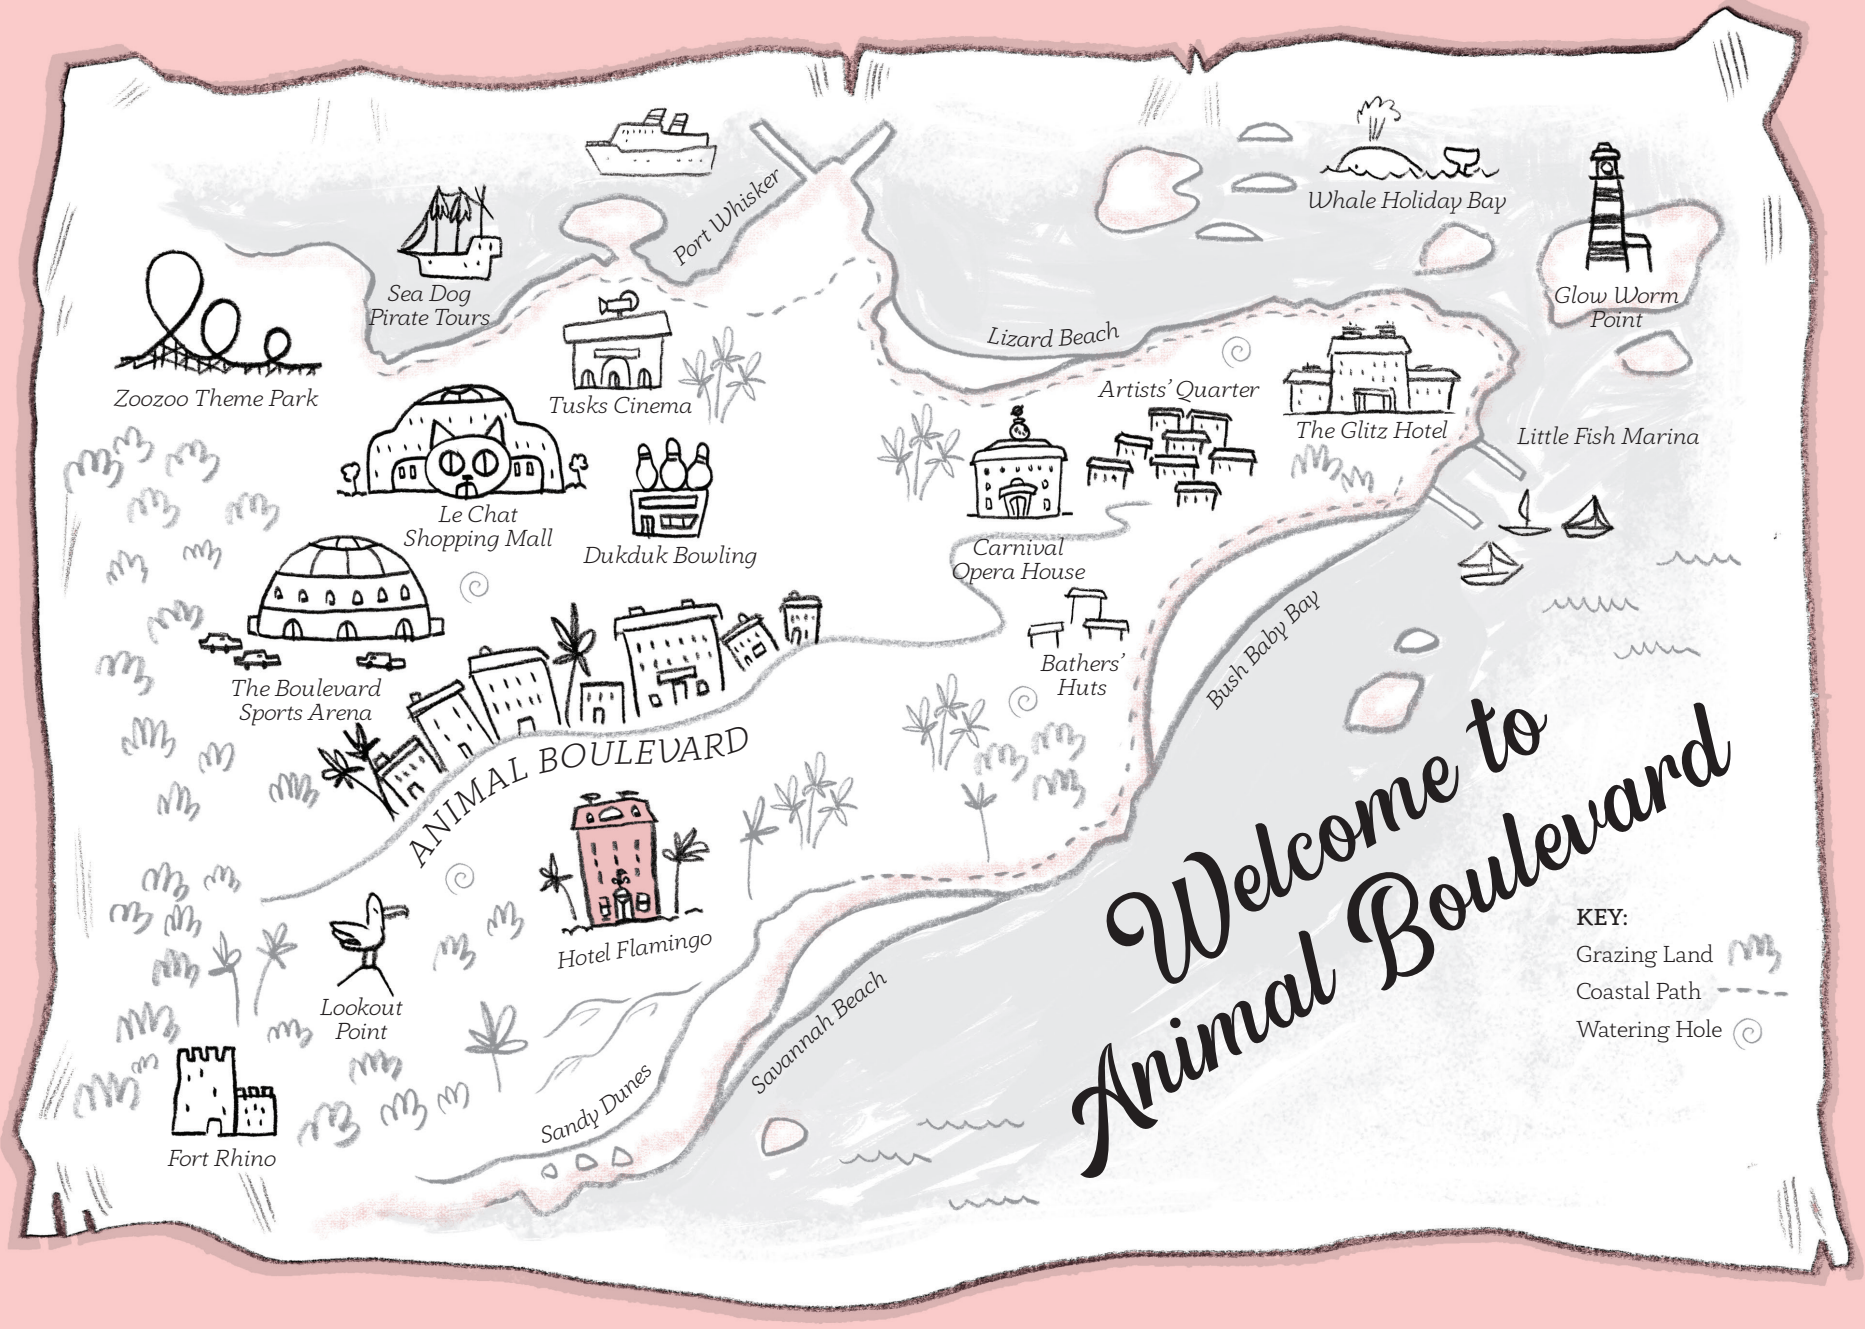 Port Whisker
Whale Holiday Bay
Sea Dog
Pirate Tours
Glow Worm
Point
Lizard Beach
Zoozoo Theme Park
Tusks Cinema
Artists’ Quarter
The Glitz Hotel
Little Fish Marina
Le Chat
Shopping Mall
Dukduk Bowling
Carnival
Opera House
Bathers’
Huts
Bush Baby Bay
The Boulevard
Sports Arena
ANIMAL BOULEVARD
Hotel Flamingo
Lookout
Point
Savannah Beach
Sandy Dunes
Fort Rhino
Welcome to
Animal Boulevard
KEY:
Grazing Land
Coastal Path
Watering Hole